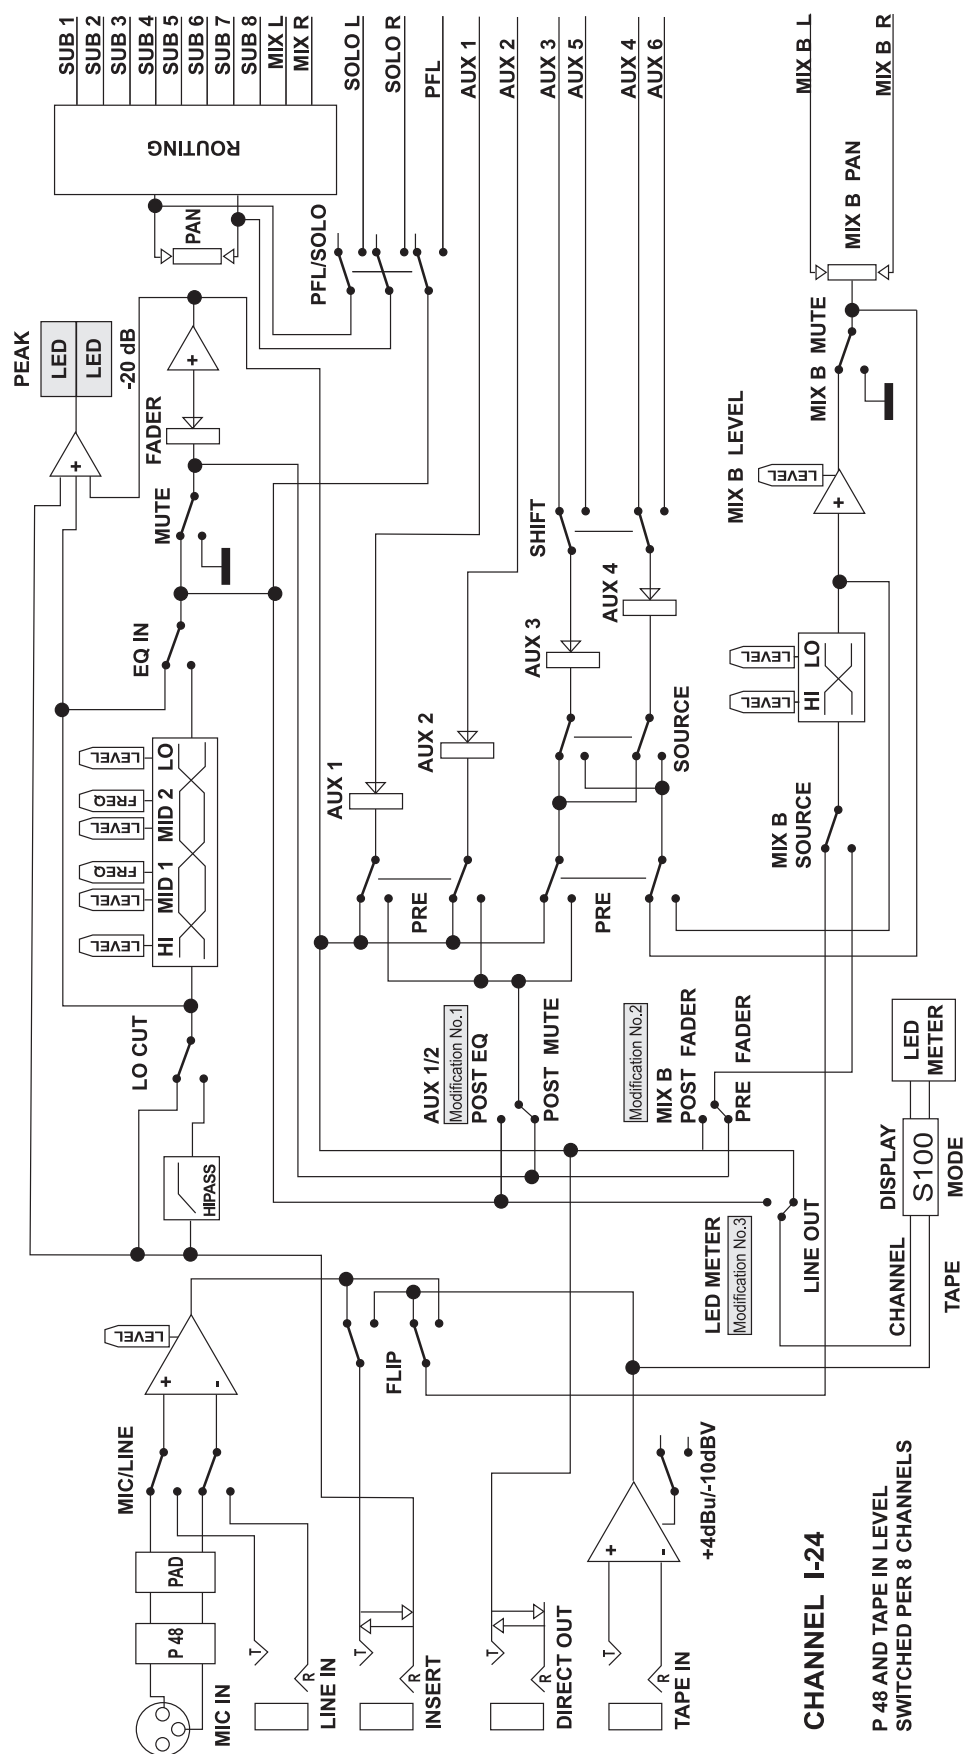 SUB 1
SUB 2
SUB 3
SUB 4
SUB 5
SUB 6
SUB 7
SUB 8
MIX L
MIX R
SOLO L
SOLO R
PFL
AUX 1
AUX 2
AUX 3
AUX 5
AUX 4
AUX 6
MIX B L
MIX B R
ROUTING
PAN
PFL/SOLO
MIX B PAN
PEAK
LED
LED
-20 dB
+
+
FADER
MUTE
MIX B MUTE
MIX B LEVEL
LEVEL
+
EQ IN
SHIFT
AUX 3
AUX 4
LEVEL
LEVEL
HI
LO
LEVEL
FREQ
LEVEL
FREQ
LEVEL
LEVEL
HI
MID 1
MID 2
LO
AUX 1
AUX 2
SOURCE
MIX B
SOURCE
PRE
PRE
LO CUT
HIPASS
AUX 1/2
Modification No.1
POST EQ
POST MUTE
Modification No.2
MIX B
POST FADER
PRE FADER
LED
METER
DISPLAY
S100
MODE
LED METER
Modification No.3
LINE OUT
CHANNEL
TAPE
LEVEL
+
-
FLIP
MIC/LINE
PAD
P 48
MIC IN
T
R
LINE IN
T
R
INSERT
T
R
DIRECT OUT
T
R
TAPE IN
+
-
+4dBu/-10dBV
CHANNEL I-24
P 48 AND TAPE IN LEVEL
SWITCHED PER 8 CHANNELS